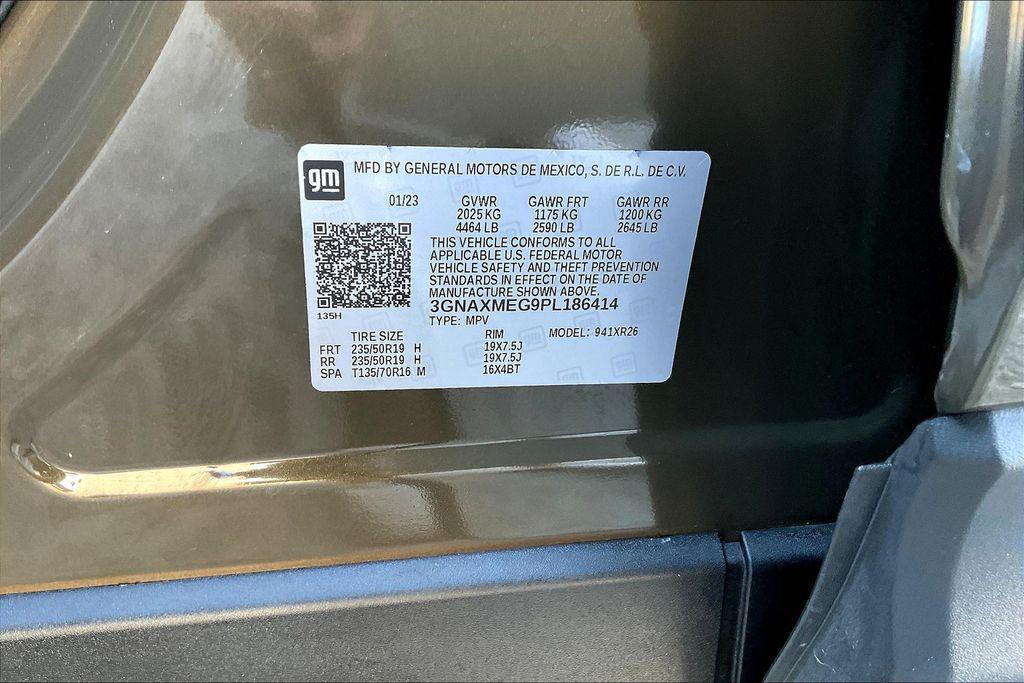 gm MFD BY GENERAL MOTORS DE MEXICO, S. DE R.L. DE C.V.
01/23 GVWR GAWR FRT GAWR RR
2025 KG 1175 KG 1200 KG
4464 LB 2590 LB 2645 LB
THIS VEHICLE CONFORMS TO ALL
APPLICABLE U.S. FEDERAL MOTOR
VEHICLE SAFETY AND THEFT PREVENTION
STANDARDS IN EFFECT ON THE DATE OF
MANUFACTURE SHOWN ABOVE.
3GNAXMEG9PL186414
135H
TYPE: MPV
TIRE SIZE RIM MODEL: 941XR26
FRT 235/50R19 H 19X7.5J
RR 235/50R19 H 19X7.5J
SPA T135/70R16 M 16X4BT